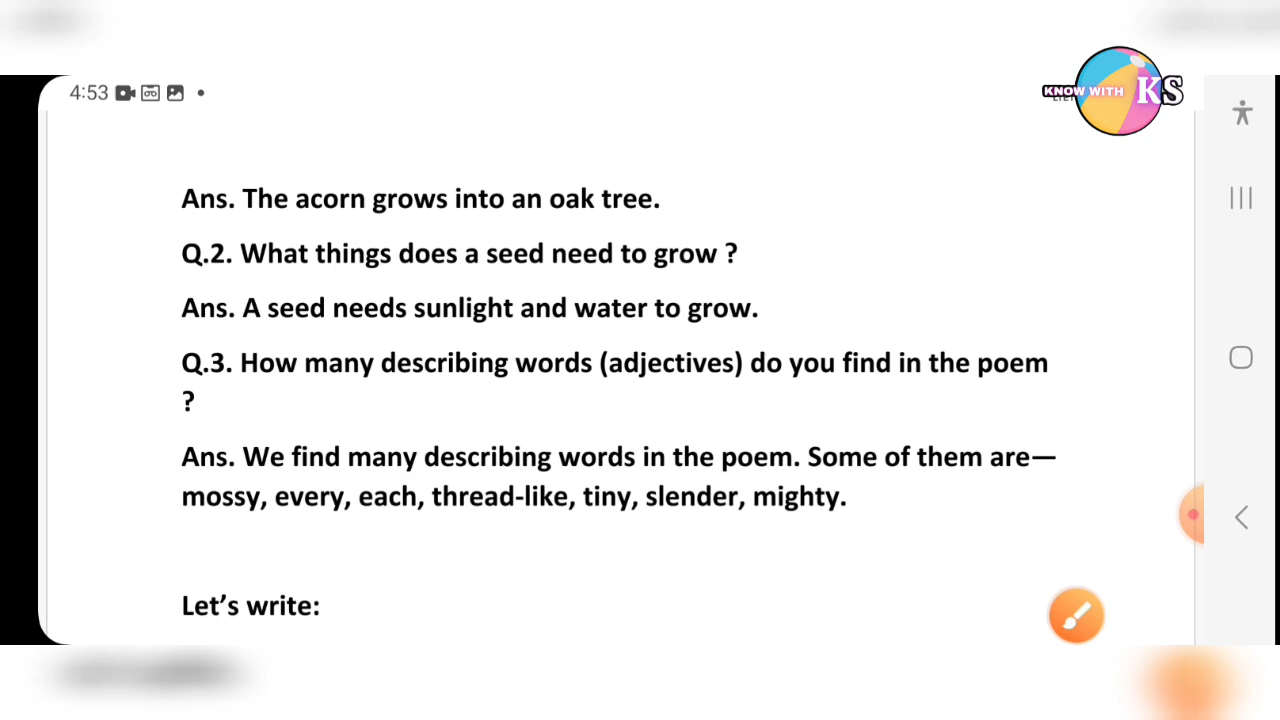 4:53
KNOW WITH KS
Ans. The acorn grows into an oak tree.
Q.2. What things does a seed need to grow ?
Ans. A seed needs sunlight and water to grow.
Q.3. How many describing words (adjectives) do you find in the poem
?
Ans. We find many describing words in the poem. Some of them are—
mossy, every, each, thread-like, tiny, slender, mighty.
Let’s write: